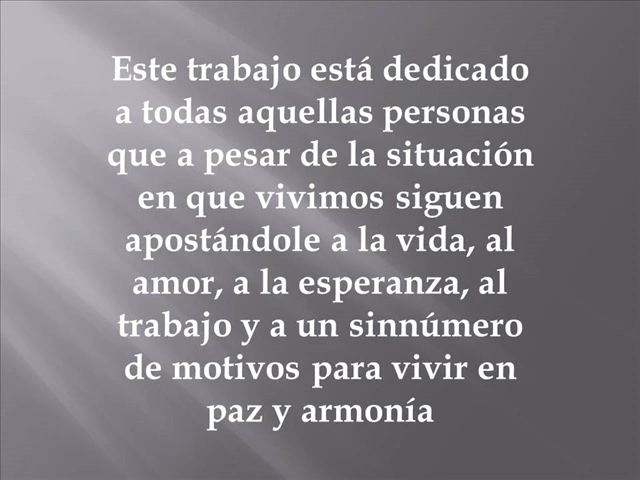 Este trabajo está dedicado
a todas aquellas personas
que a pesar de la situación
en que vivimos siguen
apostándole a la vida, al
amor, a la esperanza, al
trabajo y a un sinnúmero
de motivos para vivir en
paz y armonía